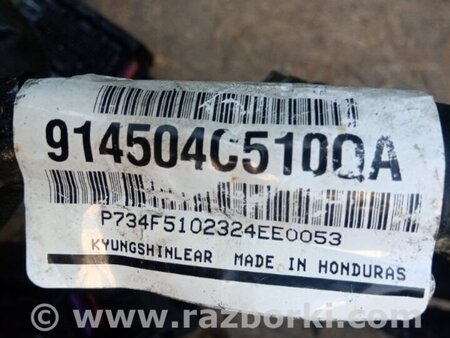 914504C510QA
P734F5102324EE0053
KYUNGSHINLEAR MADE IN HONDURAS
© www.razborki.com